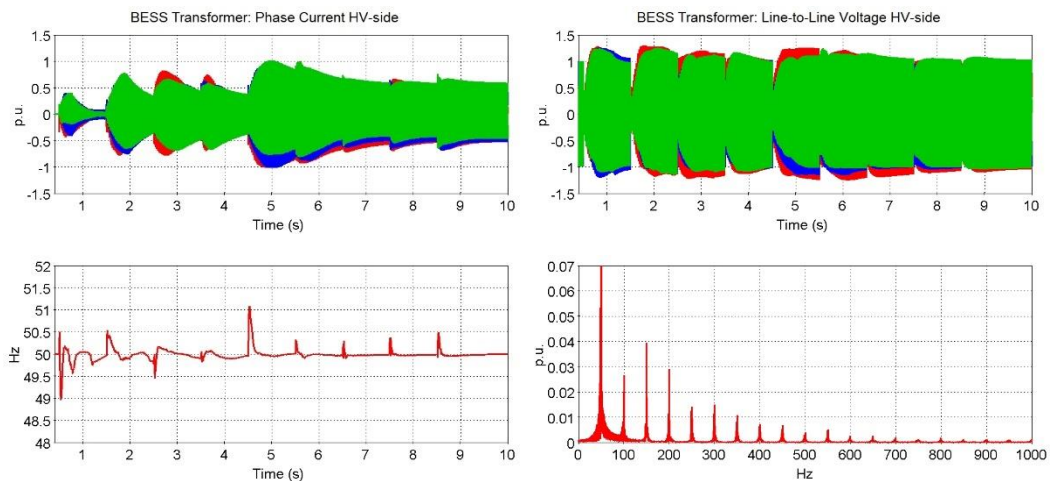 BESS Transformer: Phase Current HV-side
1.5
1
0.5
0
-0.5
-1
-1.5
p.u.
1 2 3 4 5 6 7 8 9 10
Time (s)
BESS Transformer: Line-to-Line Voltage HV-side
1.5
1
0.5
0
-0.5
-1
-1.5
p.u.
1 2 3 4 5 6 7 8 9 10
Time (s)
52
51.5
51
50.5
50
49.5
49
48.5
48
Hz
1 2 3 4 5 6 7 8 9 10
Time (s)
0.07
0.06
0.05
0.04
0.03
0.02
0.01
0
p.u.
0 100 200 300 400 500 600 700 800 900 1000
Hz